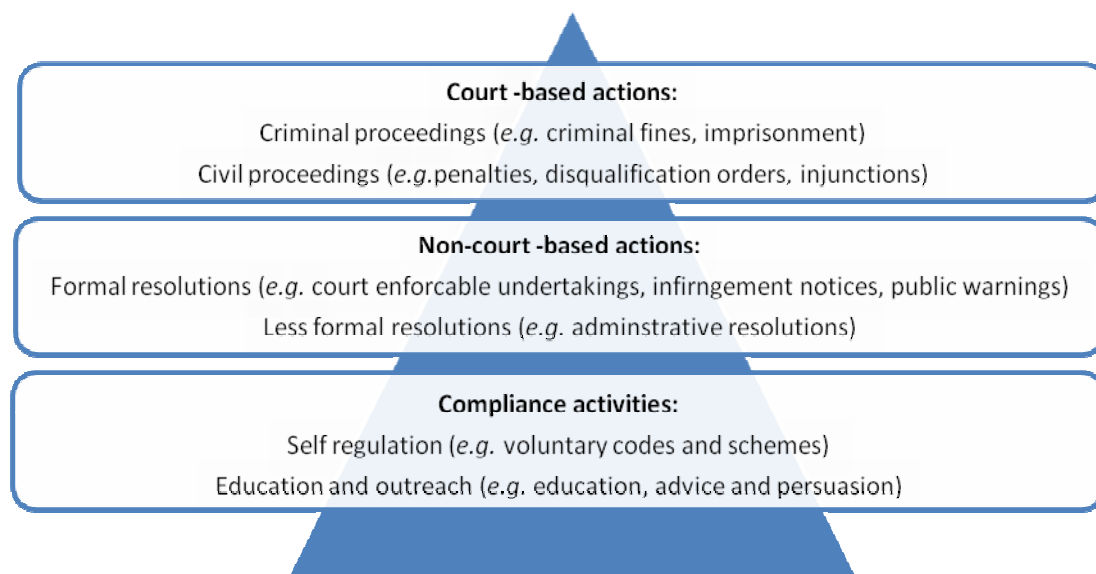 Court -based actions:
Criminal proceedings (e.g. criminal fines, imprisonment)
Civil proceedings (e.g.penalties, disqualification orders, injunctions)
Non-court -based actions:
Formal resolutions (e.g. court enforcable undertakings, infirngement notices, public warnings)
Less formal resolutions (e.g. adminstrative resolutions)
Compliance activities:
Self regulation (e.g. voluntary codes and schemes)
Education and outreach (e.g. education, advice and persuasion)